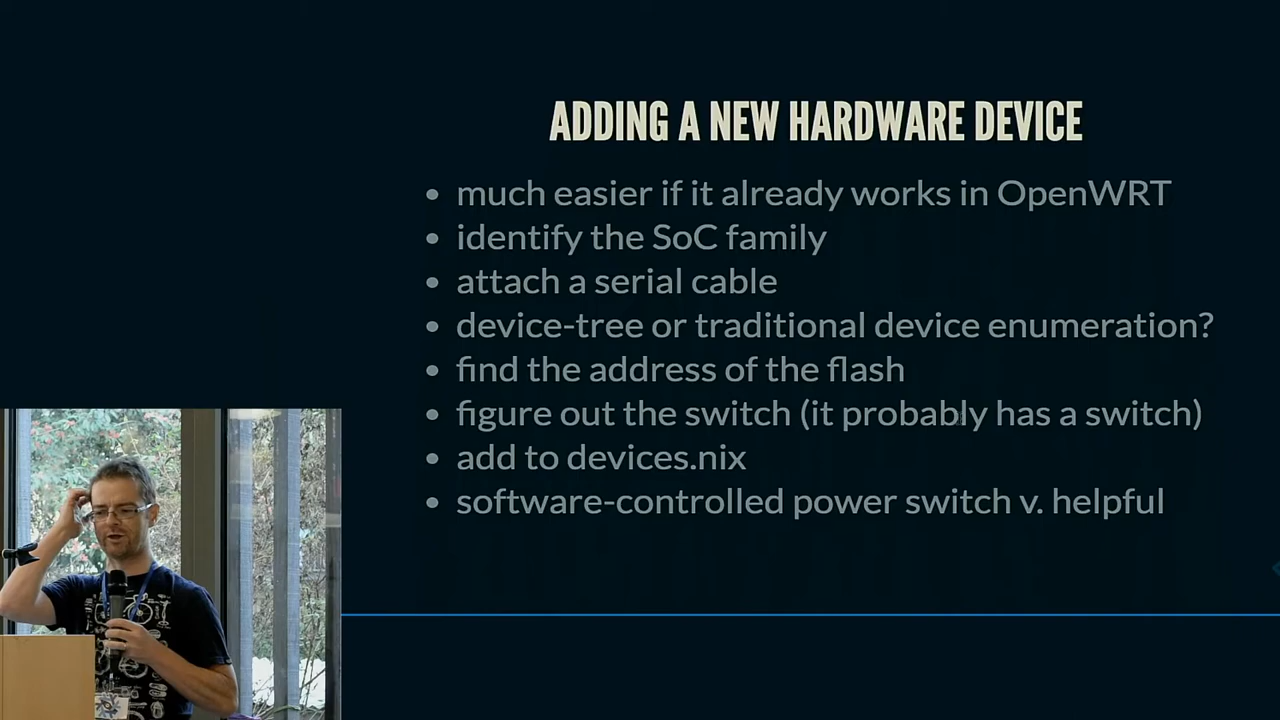 ADDING A NEW HARDWARE DEVICE
much easier if it already works in OpenWRT
identify the SoC family
attach a serial cable
device-tree or traditional device enumeration?
find the address of the flash
figure out the switch (it probably has a switch)
add to devices.nix
software-controlled power switch v. helpful